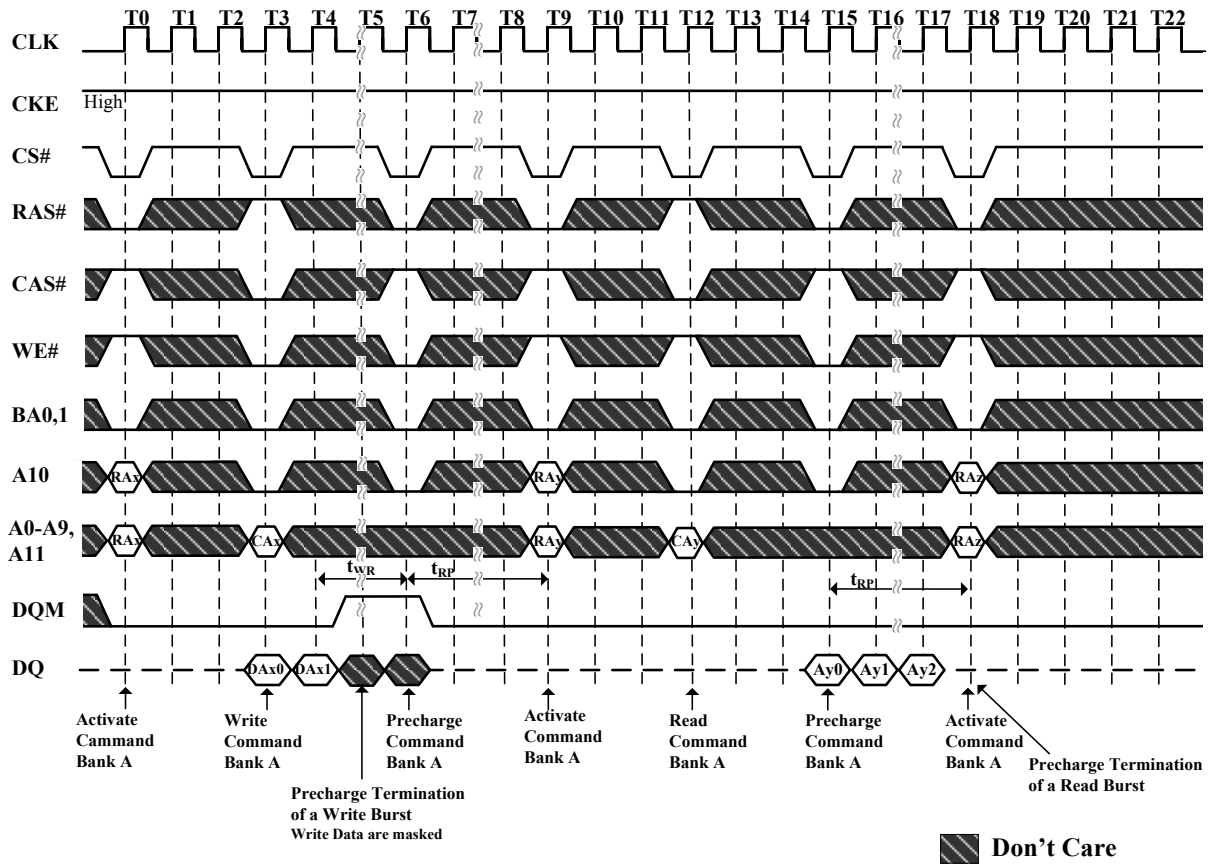 T0 T1 T2 T3 T4 T5 T6 T7 T8 T9 T10 T11 T12 T13 T14 T15 T16 T17 T18 T19 T20 T21 T22
CLK
CKE High
CS#
RAS#
CAS#
WE#
BA0,1
A10 RAx RAy RAz
A0-A9,
A11 RAx CAx RAy CAy RAz
tWR tRP tRP
DQM
DQ DAx0 DAx1 Ay0 Ay1 Ay2
Activate
Cammand
Bank A
Write
Command
Bank A
Precharge
Command
Bank A
Activate
Command
Bank A
Read
Command
Bank A
Precharge
Command
Bank A
Activate
Command
Bank A
Precharge Termination
of a Read Burst
Precharge Termination
of a Write Burst
Write Data are masked
Don't Care